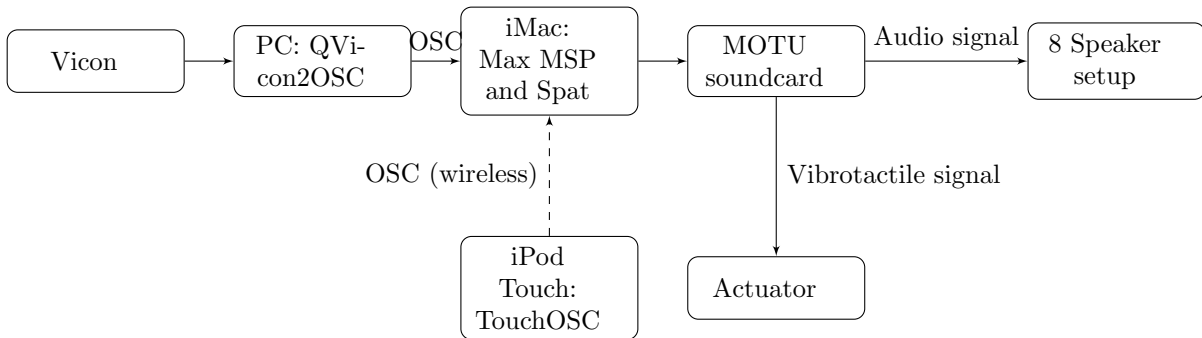 Vicon
PC: QVi-
con2OSC
OSC
iMac:
Max MSP
and Spat
MOTU
soundcard
Audio signal
8 Speaker
setup
OSC (wireless)
Vibrotactile signal
iPod
Touch:
TouchOSC
Actuator